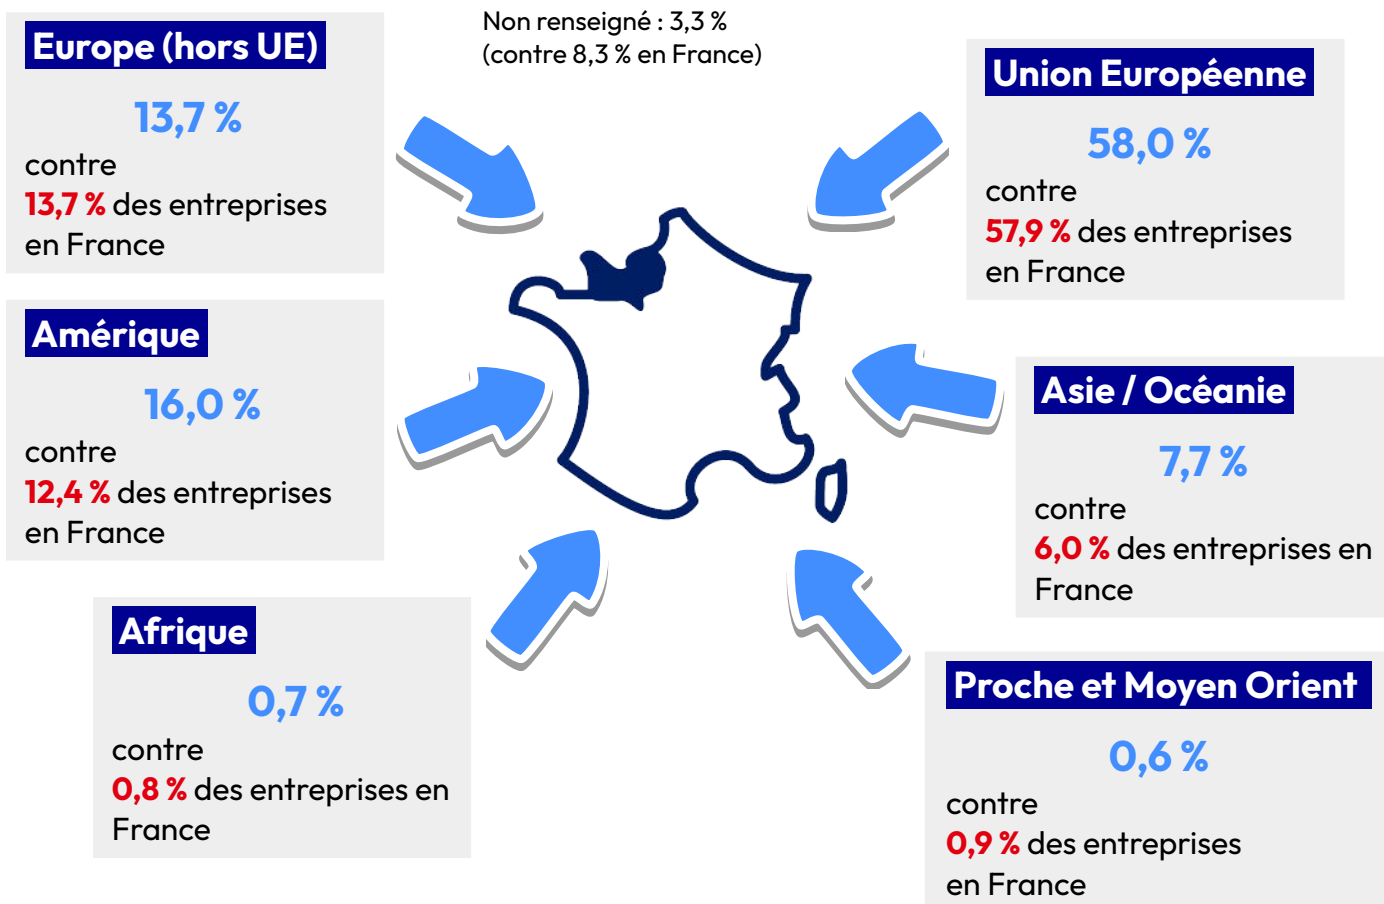 Non renseigné : 3,3 %
(contre 8,3 % en France)
Europe (hors UE)
13,7 %
contre
13,7 % des entreprises
en France
Union Européenne
58,0 %
contre
57,9 % des entreprises
en France
Amérique
16,0 %
contre
12,4 % des entreprises
en France
Asie / Océanie
7,7 %
contre
6,0 % des entreprises en
France
Afrique
0,7 %
contre
0,8 % des entreprises en
France
Proche et Moyen Orient
0,6 %
contre
0,9 % des entreprises
en France